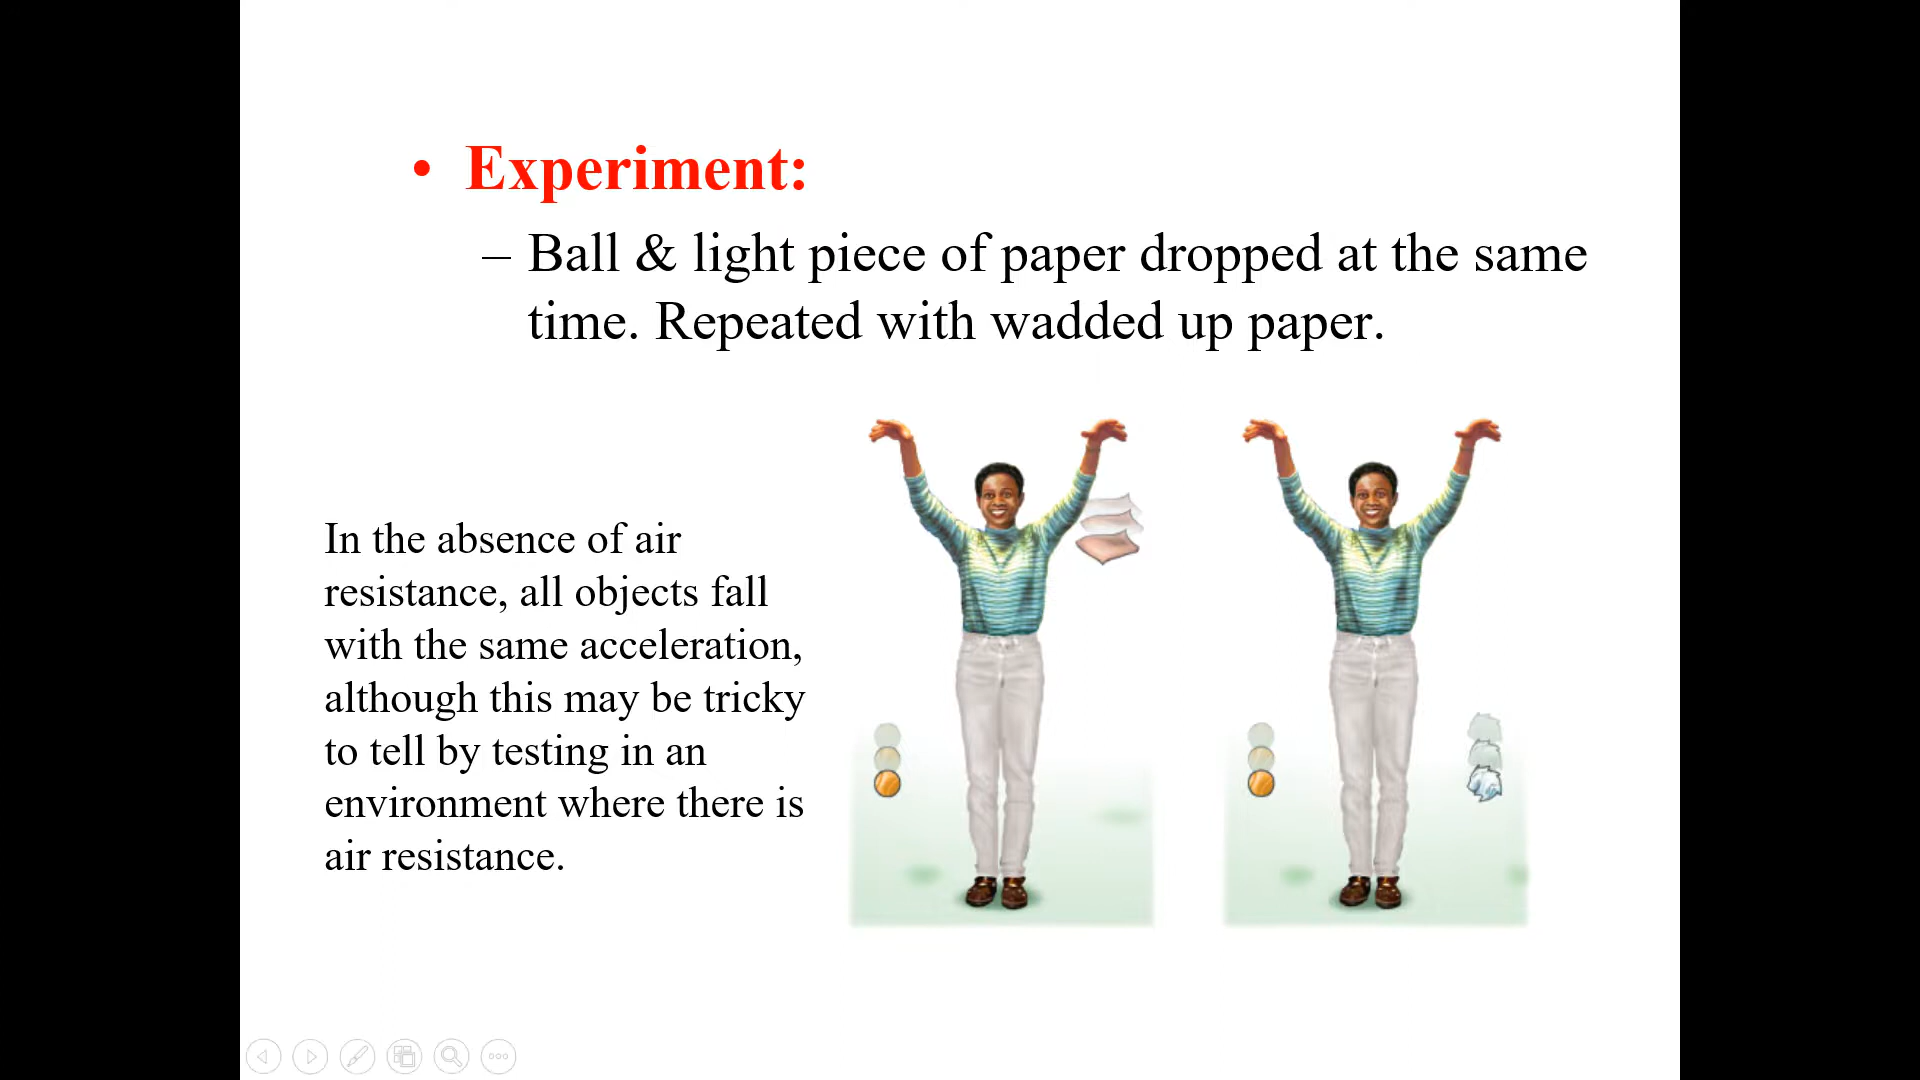 • Experiment:
– Ball & light piece of paper dropped at the same
time. Repeated with wadded up paper.
In the absence of air
resistance, all objects fall
with the same acceleration,
although this may be tricky
to tell by testing in an
environment where there is
air resistance.